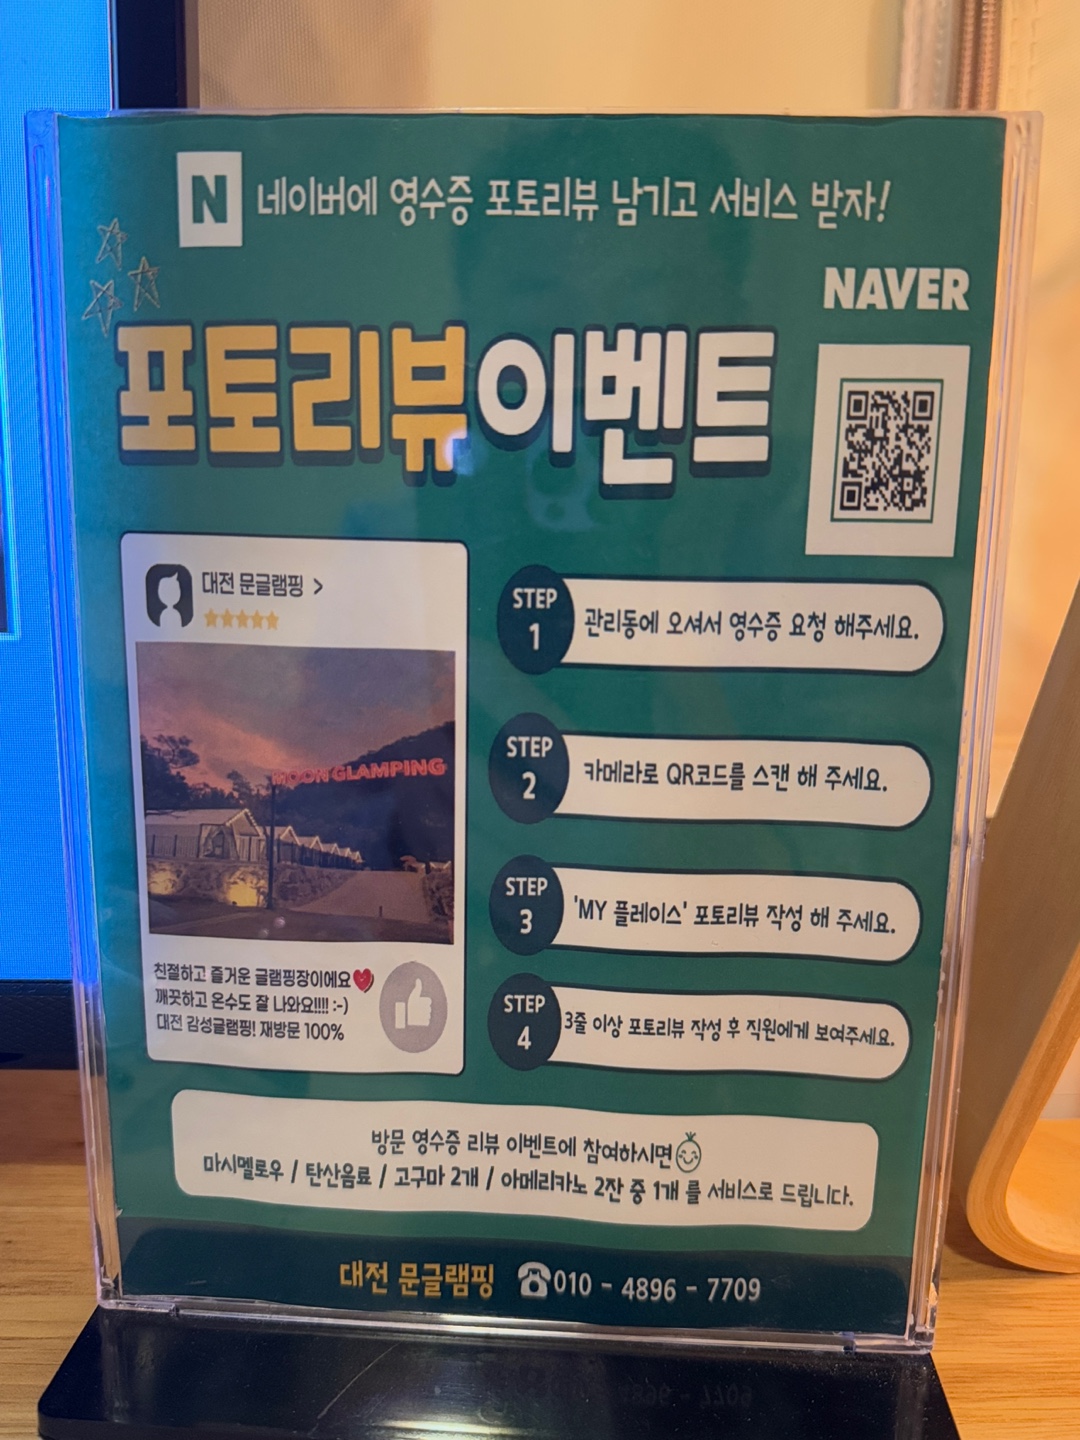 N 네이버에 영수증 포토리뷰 남기고 서비스 받자!
NAVER
포토리뷰이벤트
대전 문글램핑 >
MOON GLAMPING
친절하고 즐거운 글램핑장이에요❤
깨끗하고 온수도 잘 나와요!!!! :-)
대전 감성글램핑! 재방문 100%
STEP 1 관리동에 오셔서 영수증 요청 해주세요.
STEP 2 카메라로 QR코드를 스캔 해 주세요.
STEP 3 'MY 플레이스' 포토리뷰 작성 해 주세요.
STEP 4 3줄 이상 포토리뷰 작성 후 직원에게 보여주세요.
방문 영수증 리뷰 이벤트에 참여하시면
마시멜로우 / 탄산음료 / 고구마 2개 / 아메리카노 2잔 중 1개 를 서비스로 드립니다.
대전 문글램핑 ☎010 - 4896 - 7709